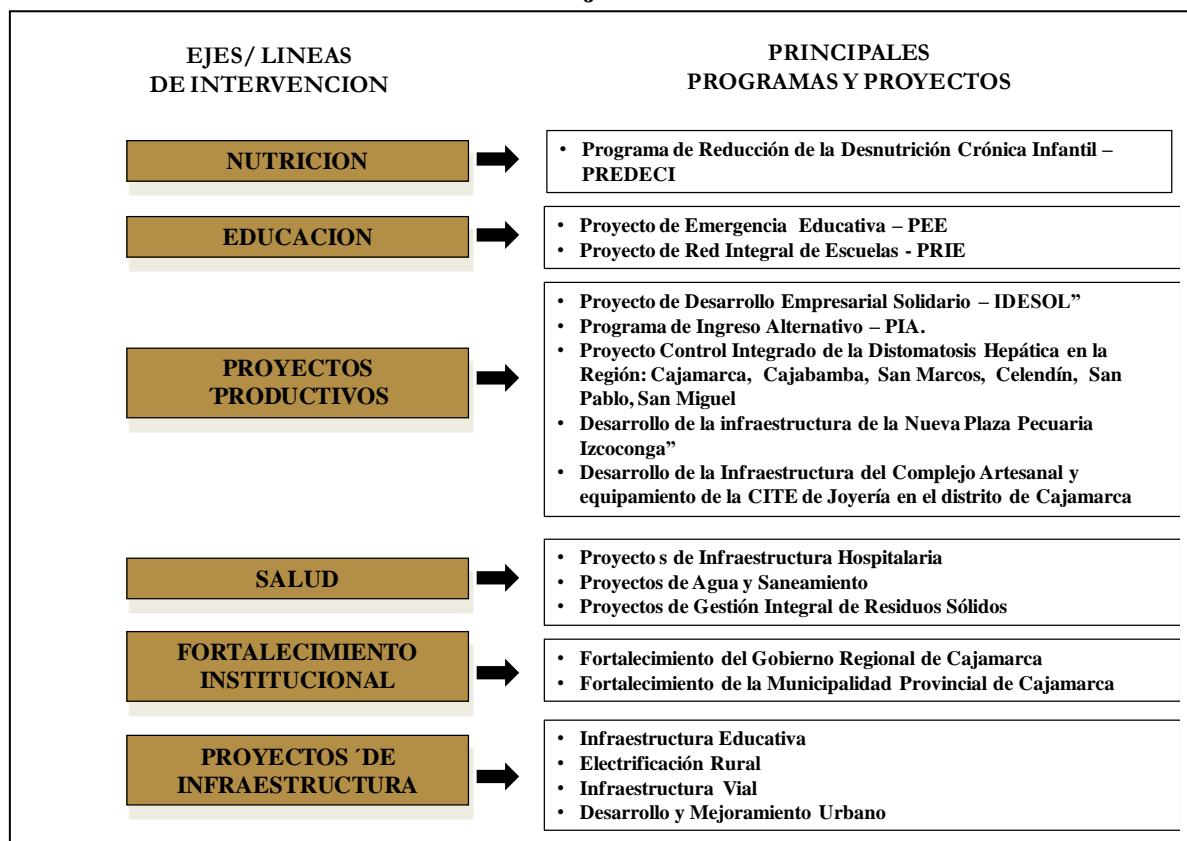 EJES/ LINEAS
DE INTERVENCION
PRINCIPALES
PROGRAMAS Y PROYECTOS
NUTRICION
• Programa de Reducción de la Desnutrición Crónica Infantil –
PREDECI
EDUCACION
• Proyecto de Emergencia Educativa – PEE
• Proyecto de Red Integral de Escuelas - PRIE
PROYECTOS
´PRODUCTIVOS
• Proyecto de Desarrollo Empresarial Solidario – IDESOL”
• Programa de Ingreso Alternativo – PIA.
• Proyecto Control Integrado de la Distomatosis Hepática en la
Región: Cajamarca, Cajabamba, San Marcos, Celendín, San
Pablo, San Miguel
• Desarrollo de la infraestructura de la Nueva Plaza Pecuaria
Izcoconga”
• Desarrollo de la Infraestructura del Complejo Artesanal y
equipamiento de la CITE de Joyería en el distrito de Cajamarca
SALUD
• Proyecto s de Infraestructura Hospitalaria
• Proyectos de Agua y Saneamiento
• Proyectos de Gestión Integral de Residuos Sólidos
FORTALECIMIENTO
INSTITUCIONAL
• Fortalecimiento del Gobierno Regional de Cajamarca
• Fortalecimiento de la Municipalidad Provincial de Cajamarca
PROYECTOS ´DE
INFRAESTRUCTURA
• Infraestructura Educativa
• Electrificación Rural
• Infraestructura Vial
• Desarrollo y Mejoramiento Urbano